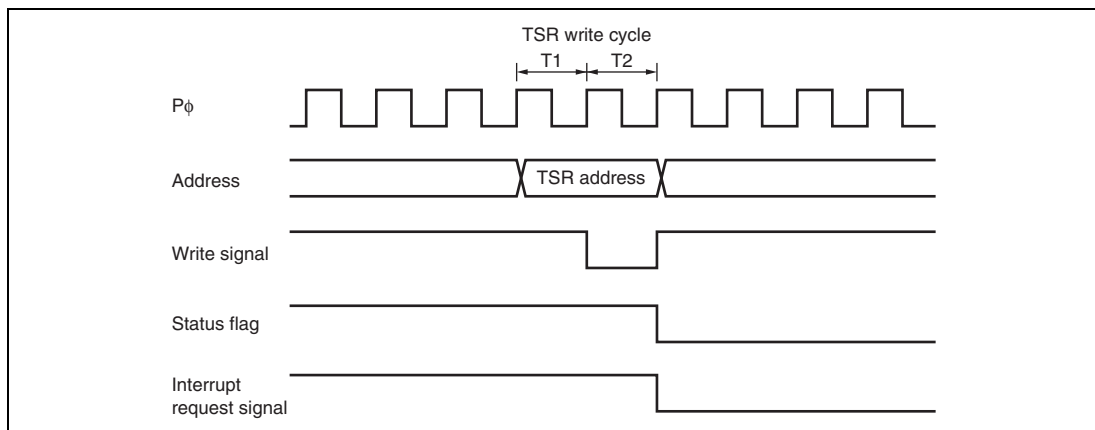 TSR write cycle
T1 T2
Pϕ
Address
TSR address
Write signal
Status flag
Interrupt
request signal